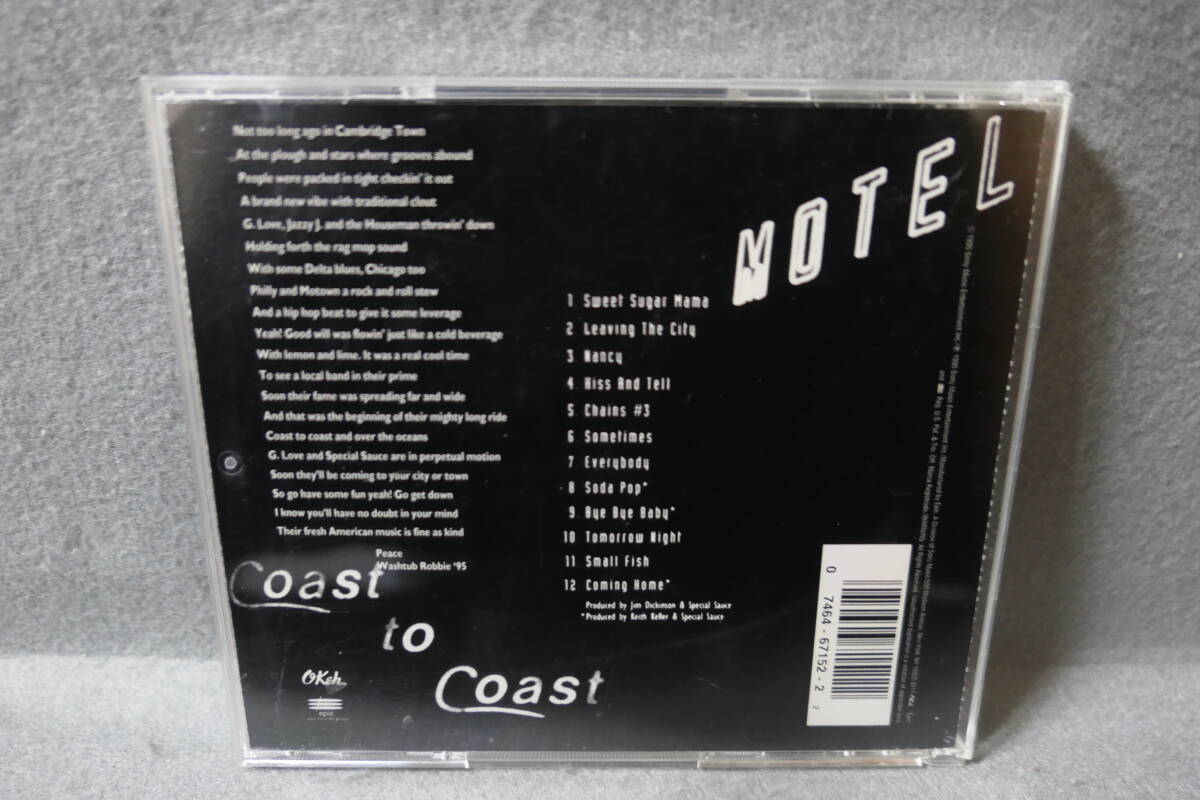 Not too long ago in Cambridge Town
At the plough and stars where grooves abound
People were packed in tight checkin' it out
A brand new vibe with traditional clout
G. Love, Jazzy J. and the Houseman throwin' down
Holding forth the rag mop sound
With some Delta blues, Chicago too
Philly and Motown a rock and roll stew
And a hip hop beat to give it some leverage
Yeah! Good will was flowin' just like a cold beverage
With lemon and lime. It was a real cool time
To see a local band in their prime
Soon their fame was spreading far and wide
And that was the beginning of their mighty long ride
Coast to coast and over the oceans
G. Love and Special Sauce are in perpetual motion
Soon they'll be coming to your city or town
So go have some fun yeah! Go get down
I know you'll have no doubt in your mind
Their fresh American music is fine as kind
Peace
Washtub Robbie '95
Coast
to
Coast
OKeh
epic
MOTEL
1 Sweet Sugar Mama
2 Leaving The City
3 Nancy
4 Kiss And Tell
5 Chains #3
6 Sometimes
7 Everybody
8 Soda Pop*
9 Bye Bye Baby*
10 Tomorrow Night
11 Small Fish
12 Coming Home*
Produced by Jim Dickinson & Special Sauce
*Produced by Keith Keller & Special Sauce
0 7464-67152-2 2
© 1995 Sony Music Entertainment Inc.